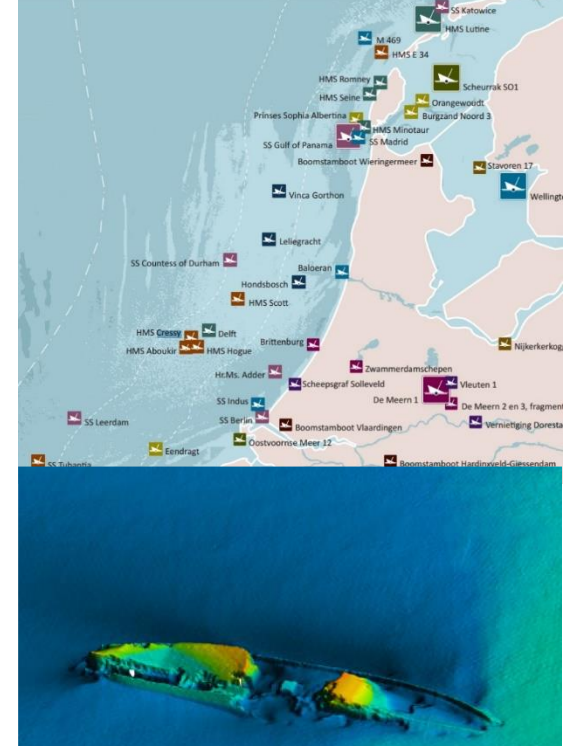 SS Katowice
HMS Lutine
M 469
HMS E 34
HMS Romney
Scheurrak SO1
HMS Seine
Orangewoudt
Prinses Sophia Albertina
Burgzand Noord 3
HMS Minotaur
SS Gulf of Panama
SS Madrid
Boomstamboot Wieringermeer
Stavoren 17
Vinca Gorthon
Wellingt
Leliegracht
SS Countess of Durham
Baloeran
Hondsbosch
HMS Scott
HMS Cressy
Delft
HMS Aboukir
HMS Hogue
Brittenburg
Nijkerkerkog
Zwammerdamschepen
Hr.Ms. Adder
Scheepsgraf Solleveld
Vleuten 1
De Meern 1
SS Indus
De Meern 2 en 3, fragment
SS Leerdam
SS Berlin
Boomstamboot Vlaardingen
Vernietiging Doresta
Oostvoornse Meer 12
Eendragt
SS Tubantia
Boomstamboot Hardinxveld-Giessendam